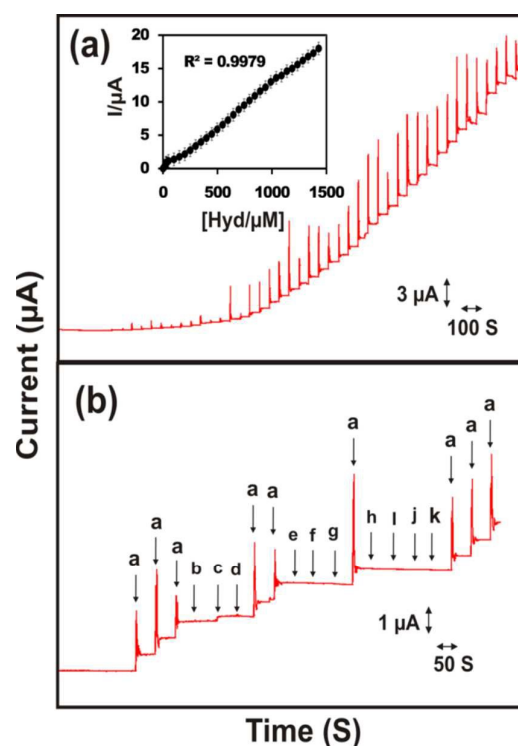 (a)
20
15
10
5
0
I/µA
R² = 0.9979
0 500 1000 1500
[Hyd/µM]
3 µA
100 S
Current (µA)
(b)
a
a
a
b
c
d
a
a
e
f
g
a
h
I
j
k
a
a
a
1 µA
50 S
Time (S)